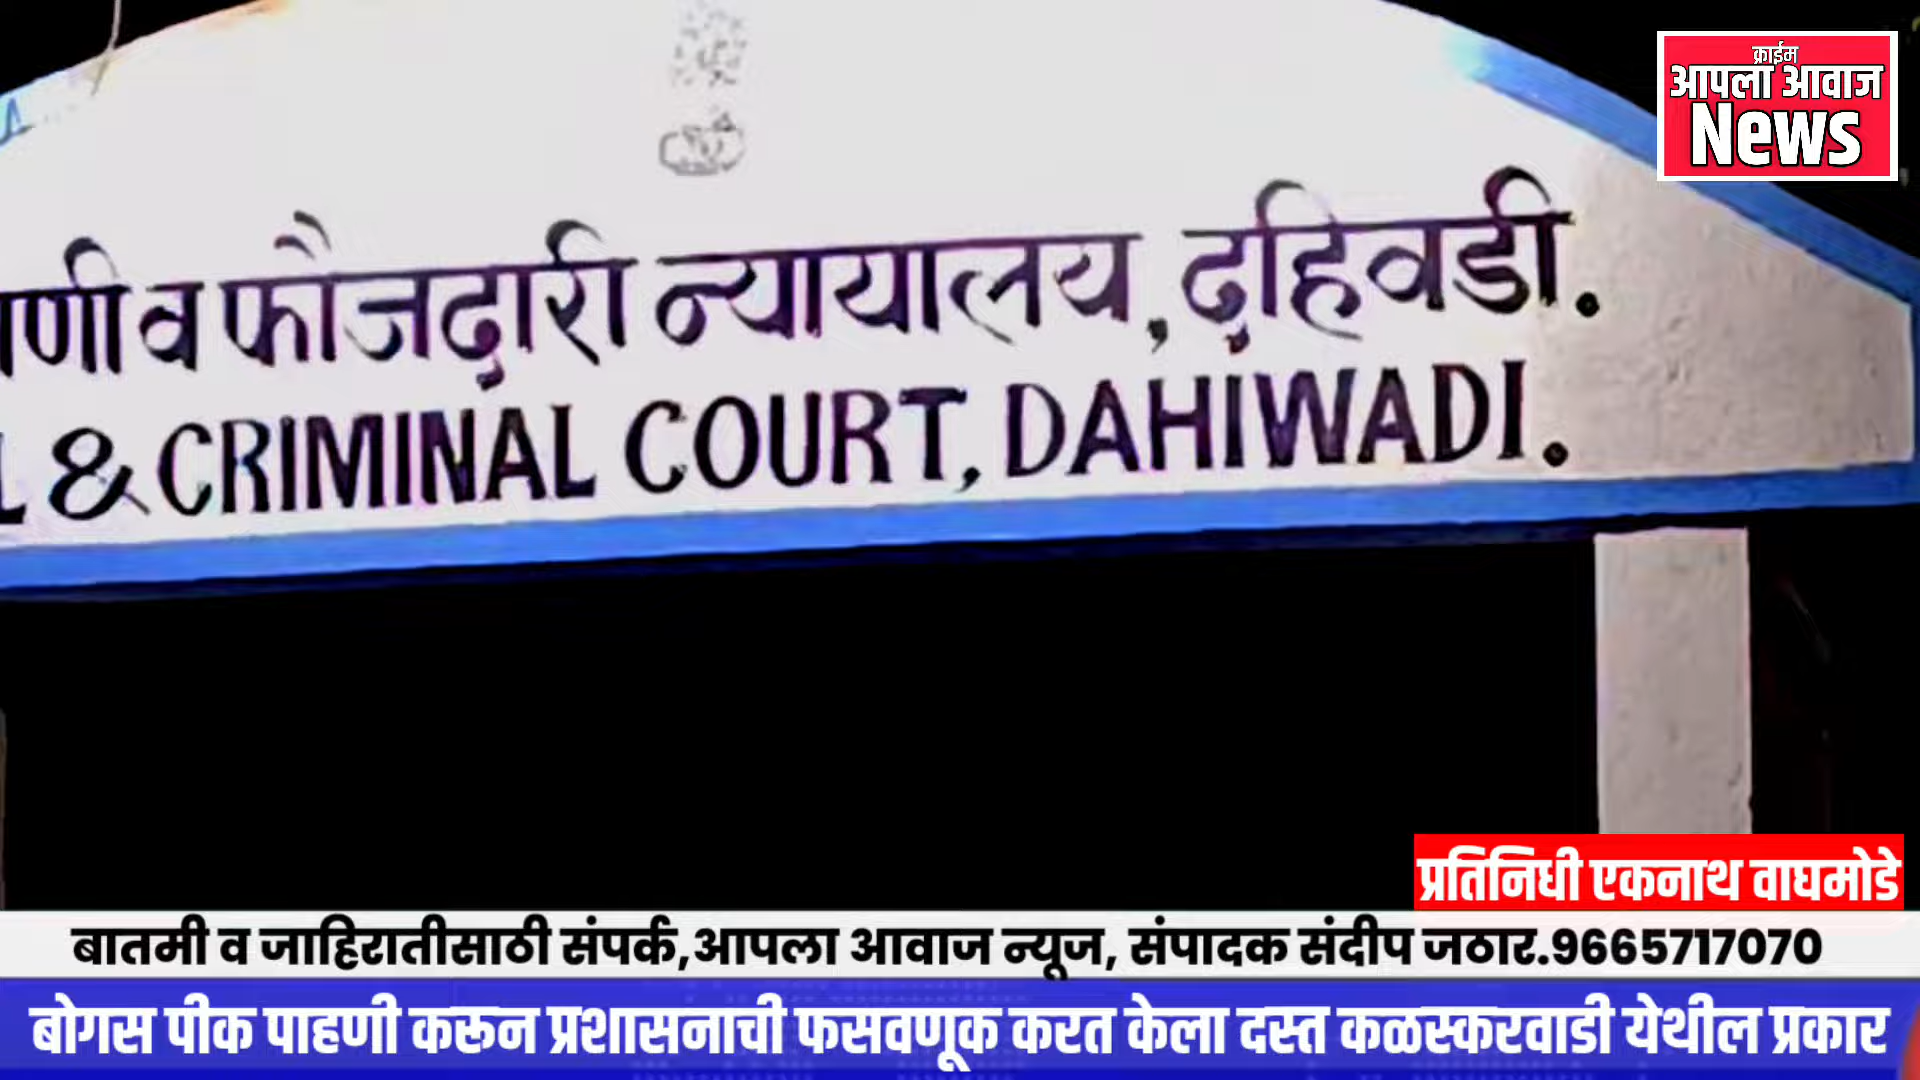 क्राईम
आपला आवाज
News
व फौजदारी न्यायालय, दहिवडी.
& CRIMINAL COURT, DAHIWADI.
प्रतिनिधी एकनाथ वाघमोडे
बातमी व जाहिरातीसाठी संपर्क,आपला आवाज न्यूज, संपादक संदीप जठार.9665717070
बोगस पीक पाहणी करून प्रशासनाची फसवणूक करत केला दस्त कळस्करवाडी येथील प्रकार